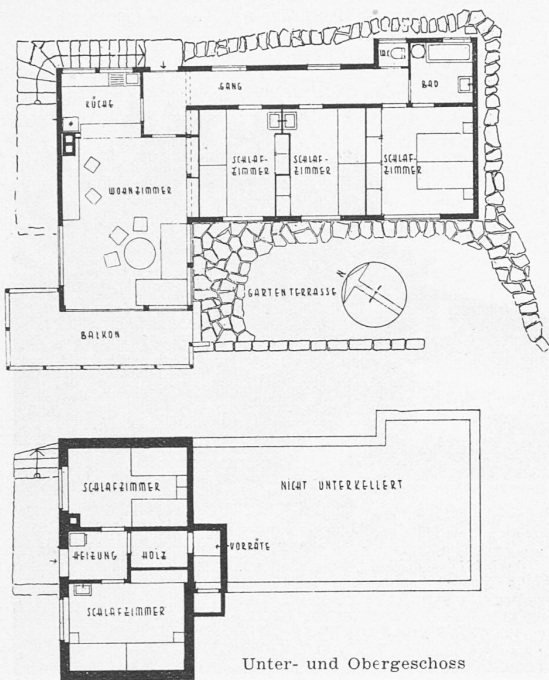 WC
BAD
KÜCHE
GANG
SCHLAF-
ZIMMER
SCHLAF-
ZIMMER
SCHLAF-
ZIMMER
WOHNZIMMER
N
GARTENTERRASSE
BALKON
SCHLAFZIMMER
NICHT UNTERKELLERT
HEIZUNG
HOLZ
VORRÄTE
SCHLAFZIMMER
Unter- und Obergeschoss